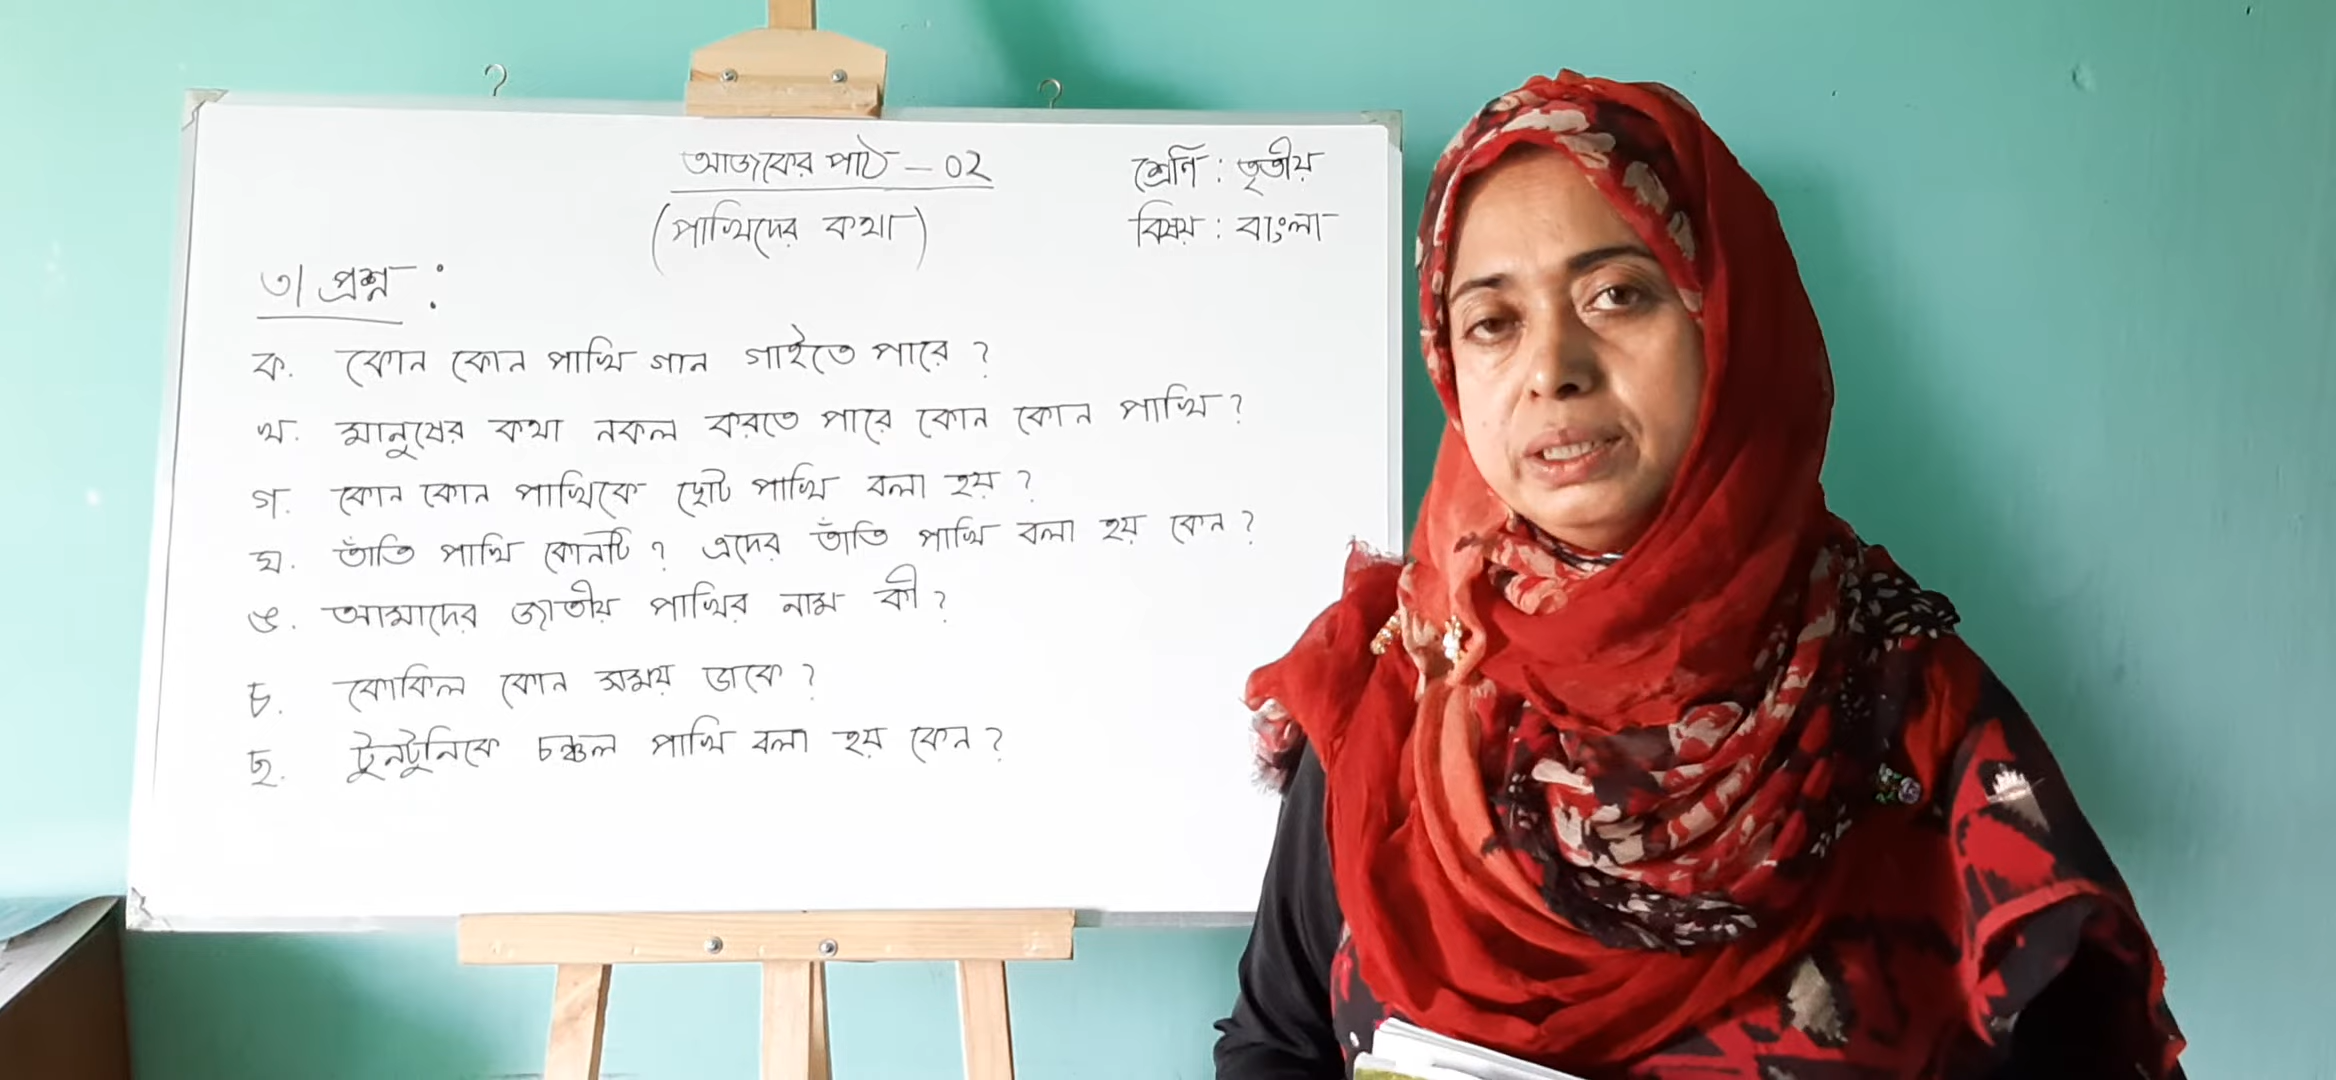 আজকের পাঠ – ০২
(পাখিদের কথা)
শ্রেণি : তৃতীয়
বিষয় : বাংলা
৩। প্রশ্ন :
ক. কোন কোন পাখি গান গাইতে পারে ?
খ. মানুষের কথা নকল করতে পারে কোন কোন পাখি ?
গ. কোন কোন পাখিকে ছোট পাখি বলা হয় ?
ঘ. তাঁতি পাখি কোনটি ? এদের তাঁতি পাখি বলা হয় কেন ?
ঙ. আমাদের জাতীয় পাখির নাম কী ?
চ. কোকিল কোন সময় ডাকে ?
ছ. টুনটুনিকে চঞ্চল পাখি বলা হয় কেন ?